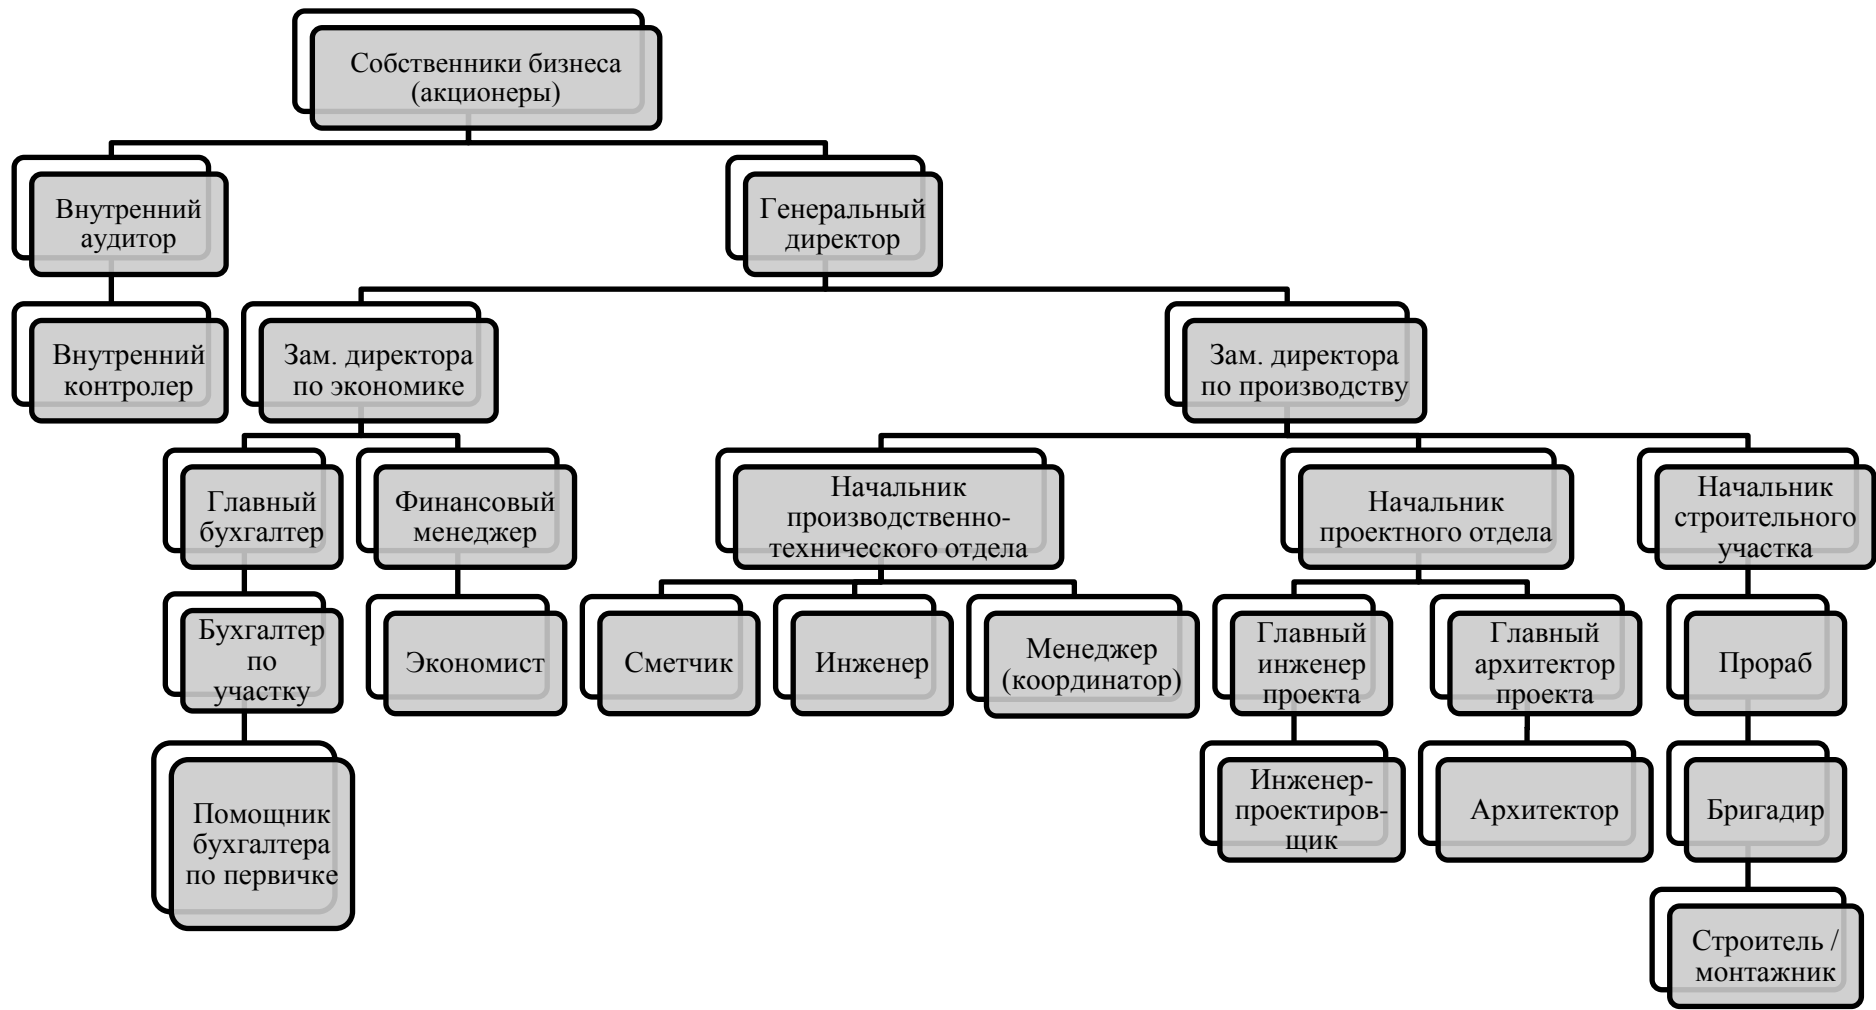 Собственники бизнеса
(акционеры)
Внутренний
аудитор
Генеральный
директор
Внутренний
контролер
Зам. директора
по экономике
Зам. директора
по производству
Главный
бухгалтер
Финансовый
менеджер
Начальник
производственно-
технического отдела
Начальник
проектного отдела
Начальник
строительного
участка
Бухгалтер
по
участку
Экономист
Сметчик
Инженер
Менеджер
(координатор)
Главный
инженер
проекта
Главный
архитектор
проекта
Прораб
Помощник
бухгалтера
по первичке
Инженер-
проектиров-
щик
Архитектор
Бригадир
Строитель /
монтажник